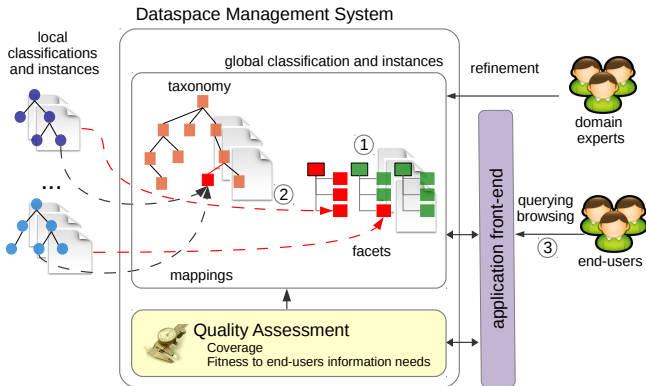 Dataspace Management System
local
classifications
and instances
global classification and instances
refinement
taxonomy
domain
experts
1
2
...
querying
browsing
3
end-users
application front-end
mappings
facets
Quality Assessment
Coverage
Fitness to end-users information needs